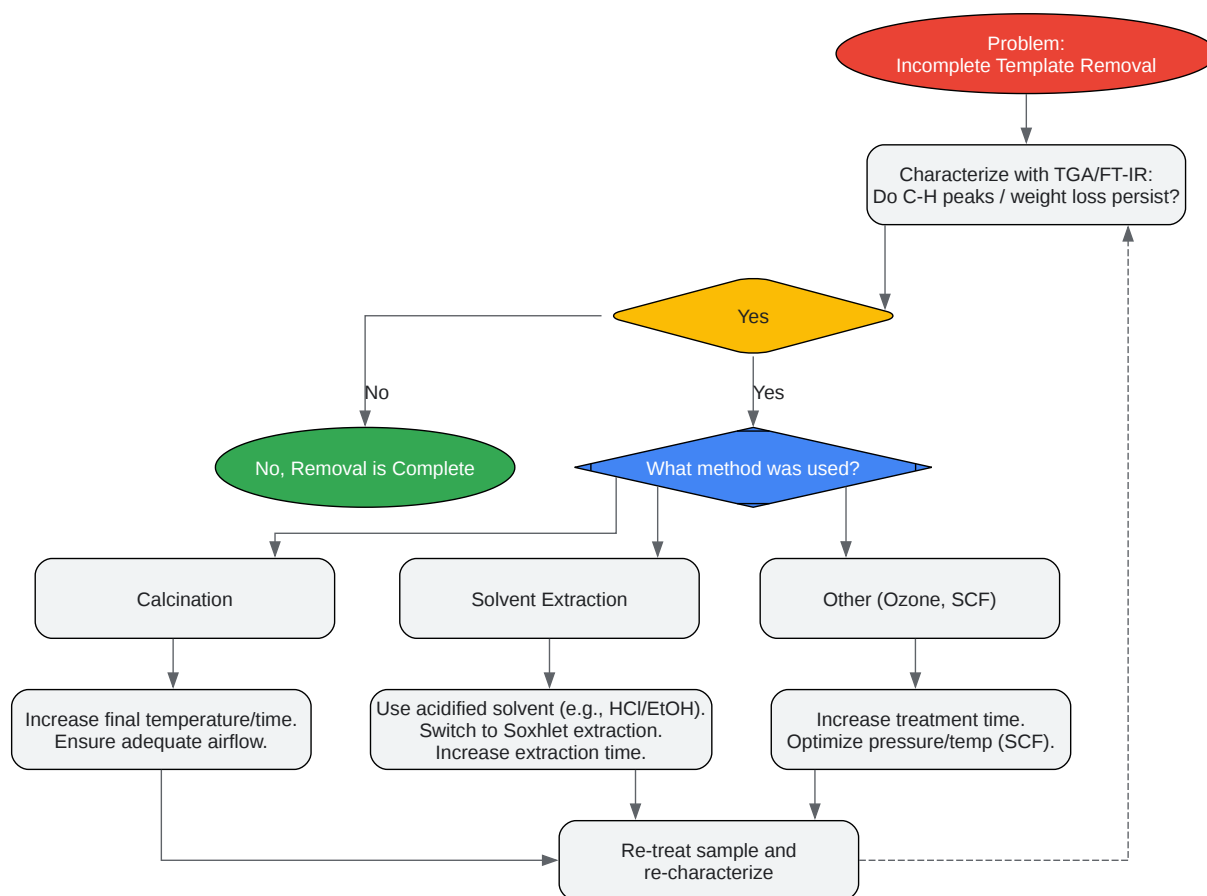 Problem:
Incomplete Template Removal
Characterize with TGA/FT-IR:
Do C-H peaks / weight loss persist?
Yes
No
Yes
No, Removal is Complete
What method was used?
Calcination
Solvent Extraction
Other (Ozone, SCF)
Increase final temperature/time.
Ensure adequate airflow.
Use acidified solvent (e.g., HCl/EtOH).
Switch to Soxhlet extraction.
Increase extraction time.
Increase treatment time.
Optimize pressure/temp (SCF).
Re-treat sample and
re-characterize